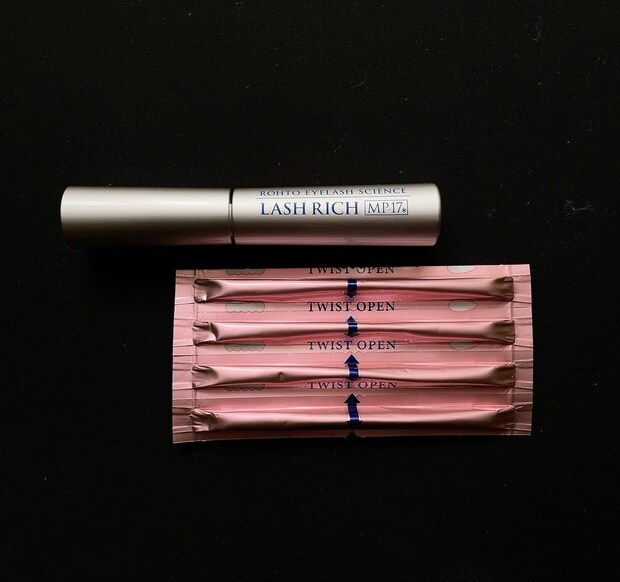 ROHTO EYELASH SCIENCE
LASH RICH MP-17*
TWIST OPEN
TWIST OPEN
TWIST OPEN
TWIST OPEN